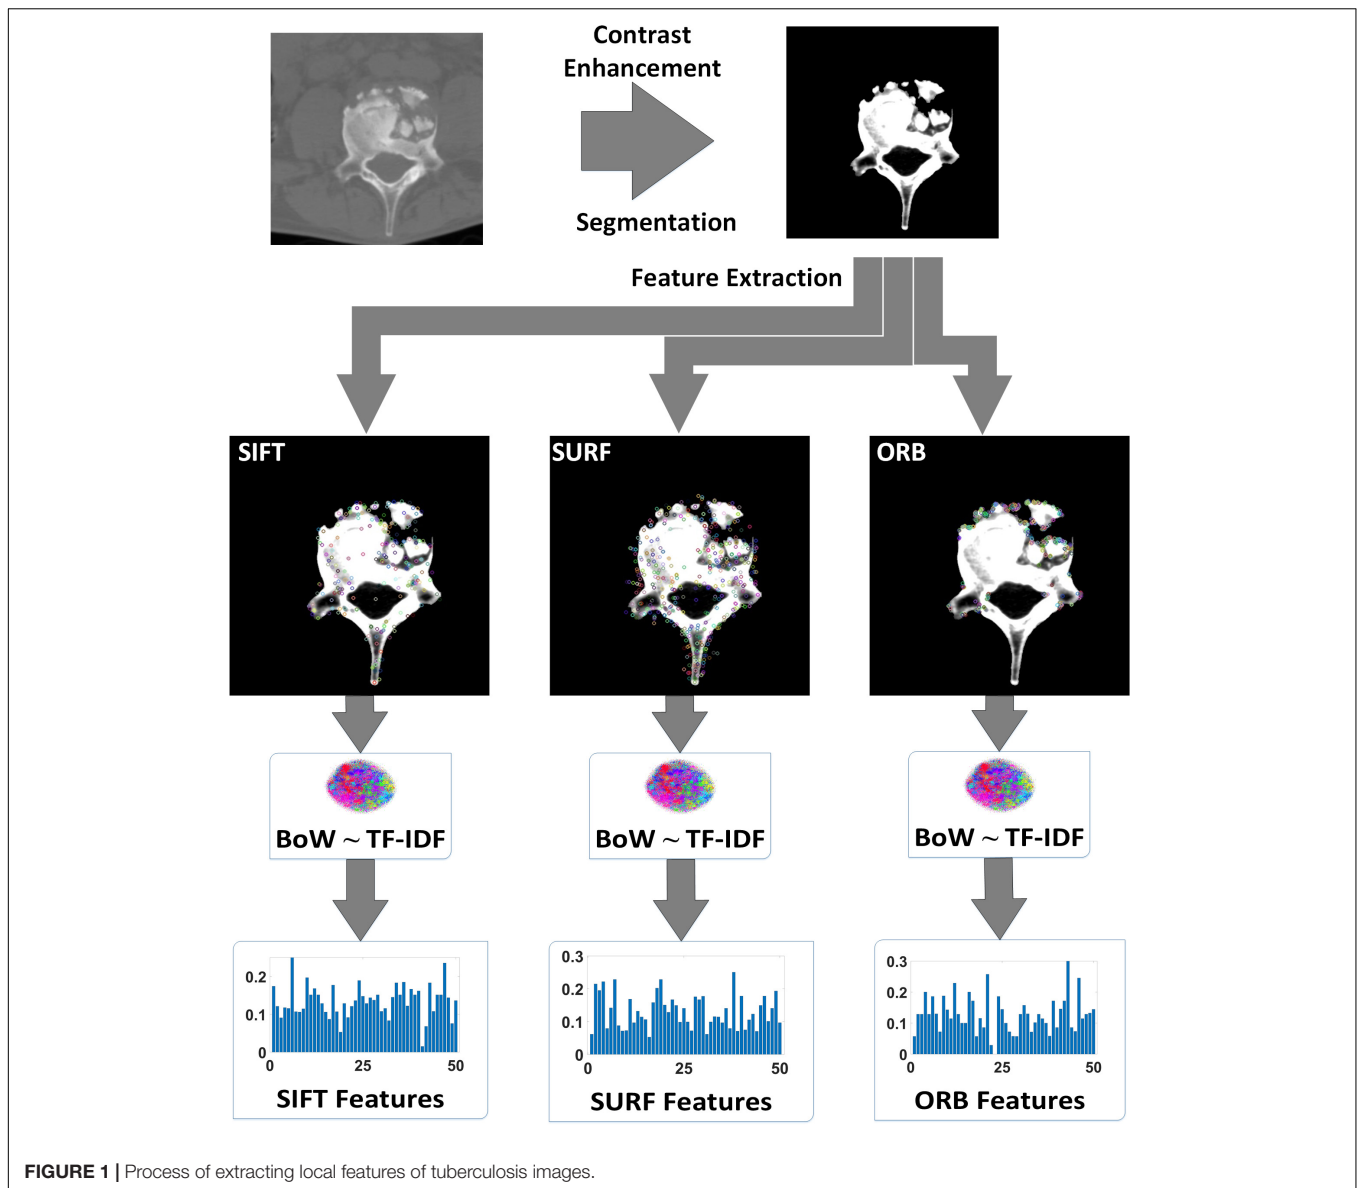 Contrast
Enhancement
Segmentation
Feature Extraction
SIFT
SURF
ORB
BoW ~ TF-IDF
BoW ~ TF-IDF
BoW ~ TF-IDF
0.2
0.1
0
0
25
50
SIFT Features
0.3
0.2
0.1
0
0
25
50
SURF Features
0.3
0.2
0.1
0
0
25
50
ORB Features
FIGURE 1 | Process of extracting local features of tuberculosis images.